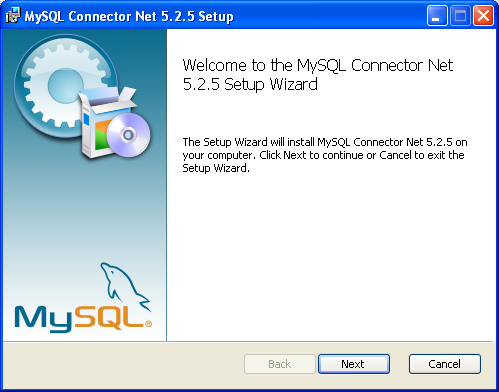 MySQL Connector Net 5.2.5 Setup
Welcome to the MySQL Connector Net
5.2.5 Setup Wizard
The Setup Wizard will install MySQL Connector Net 5.2.5 on
your computer. Click Next to continue or Cancel to exit the
Setup Wizard.
MySQL®
Back Next Cancel